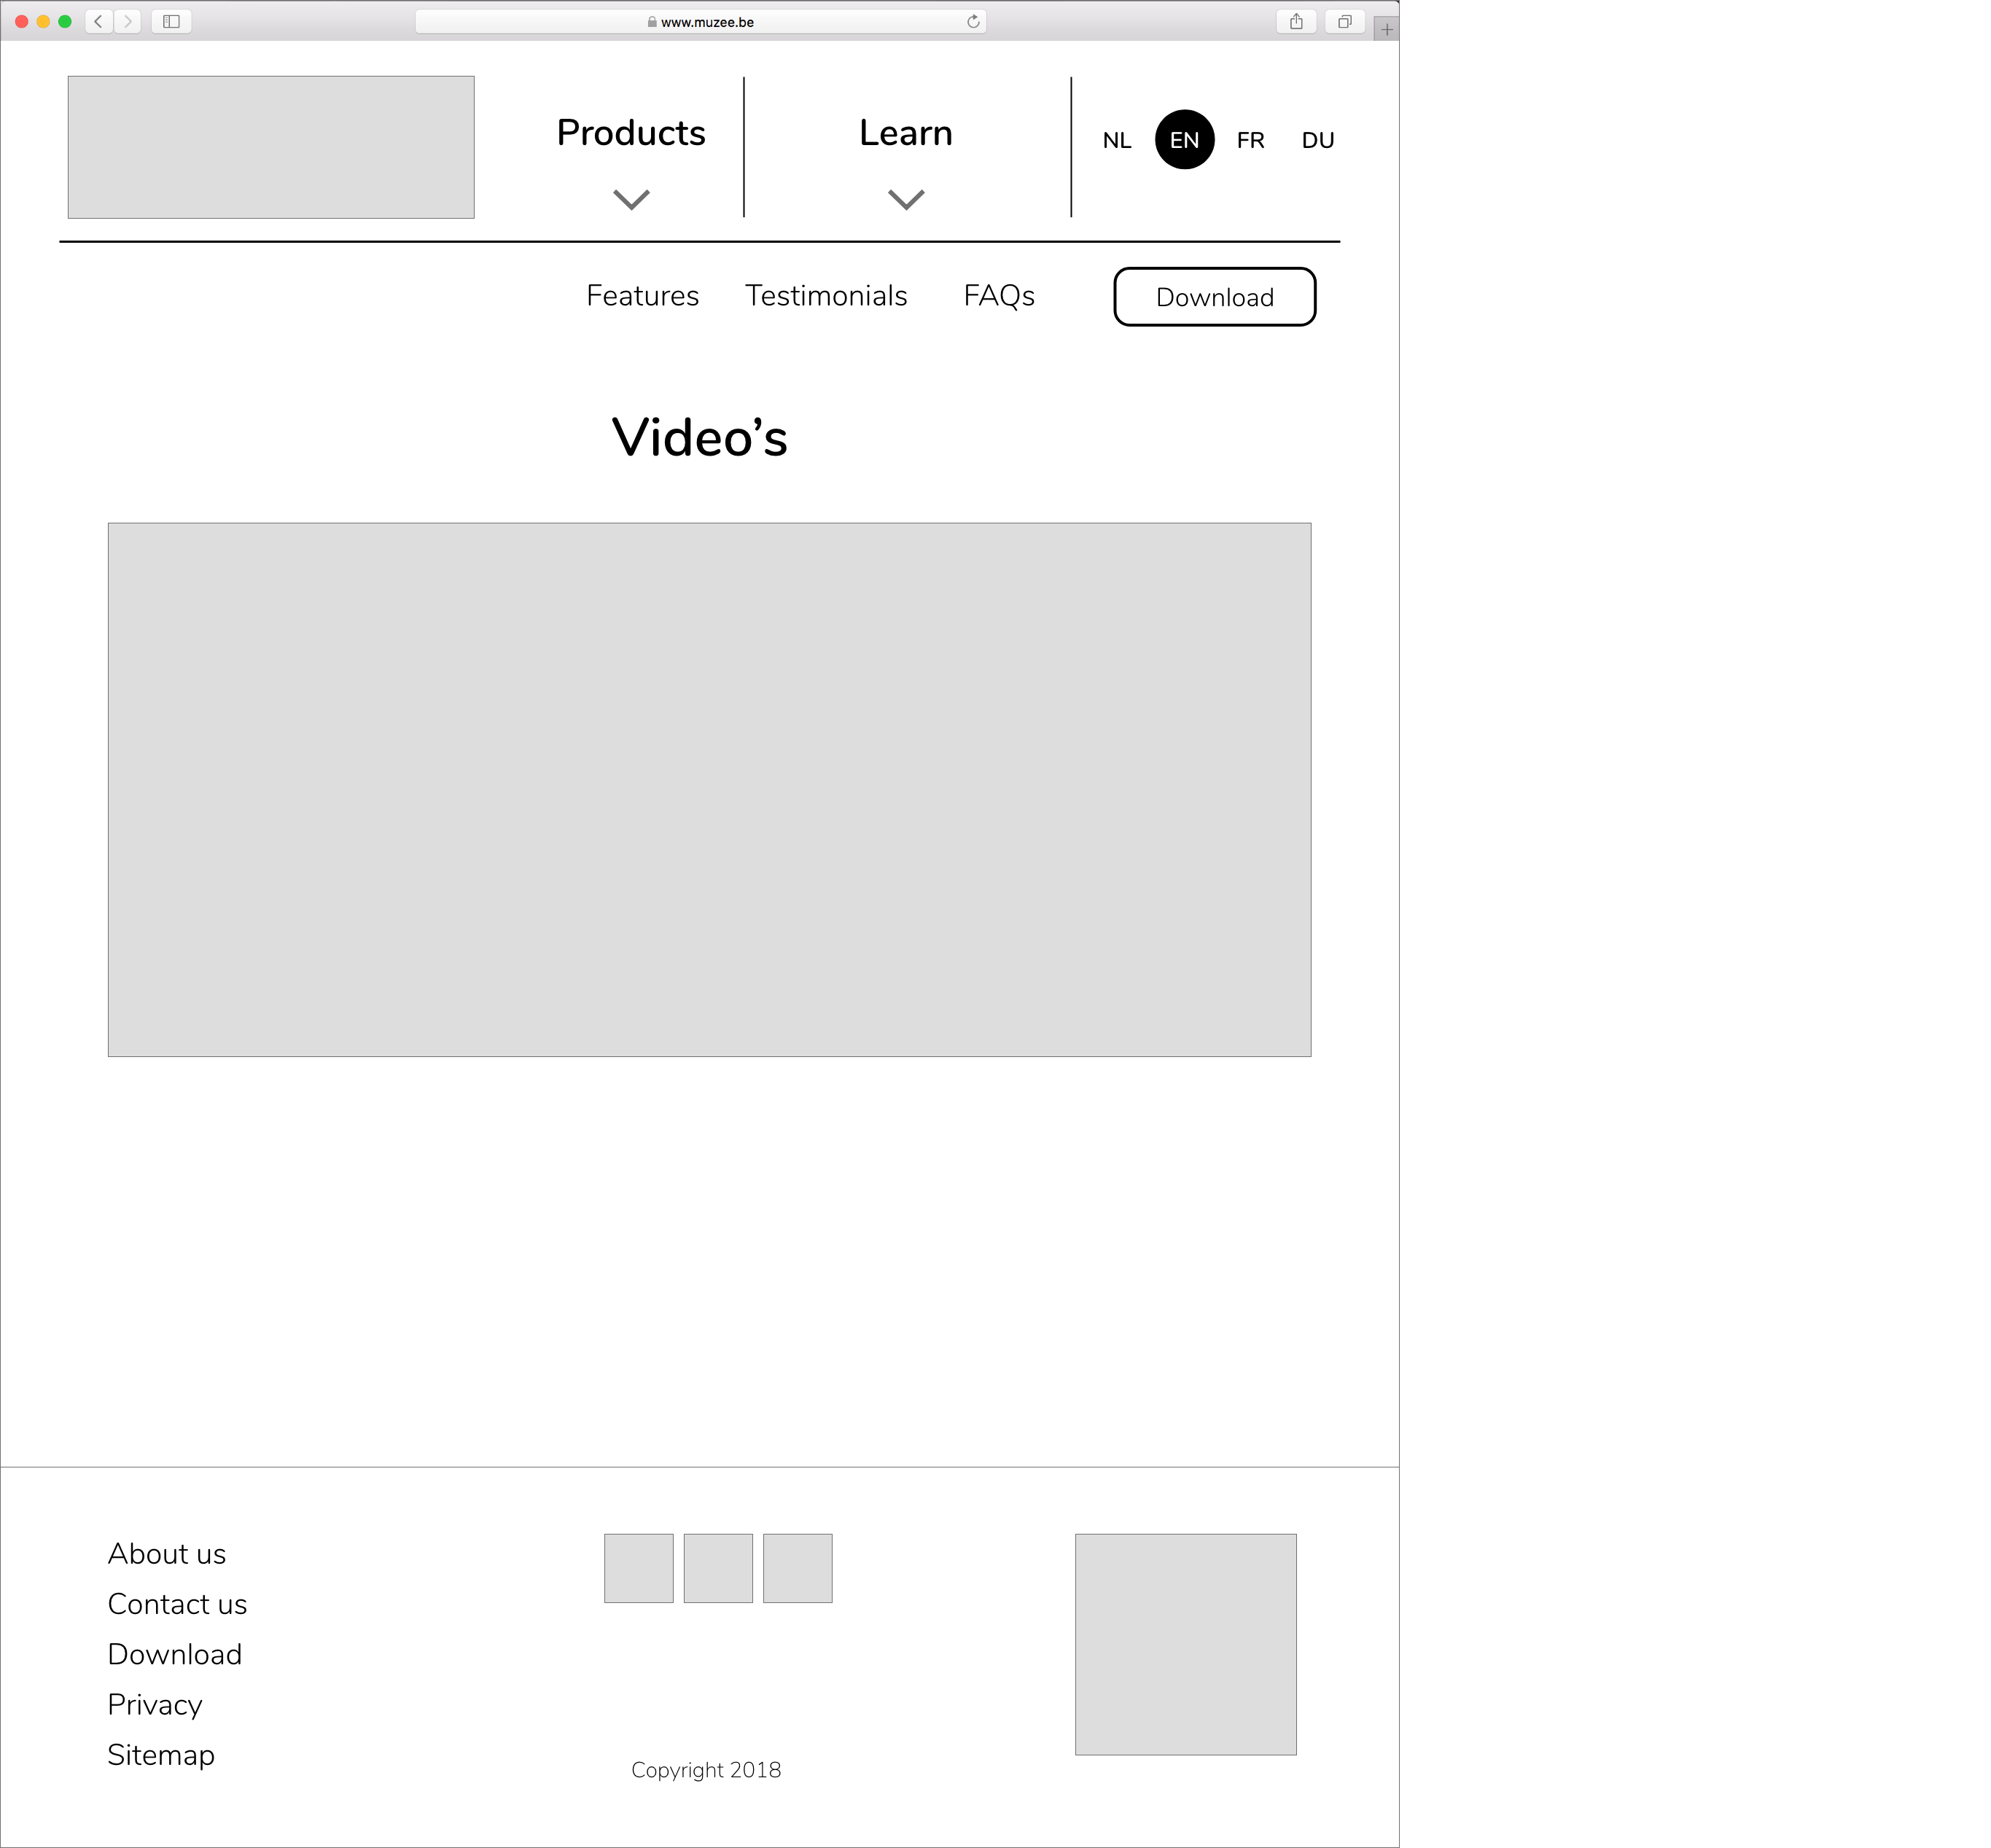 www.muzee.be
Products
Learn
NL EN FR DU
Features Testimonials FAQs Download
Video’s
About us
Contact us
Download
Privacy
Sitemap
Copyright 2018